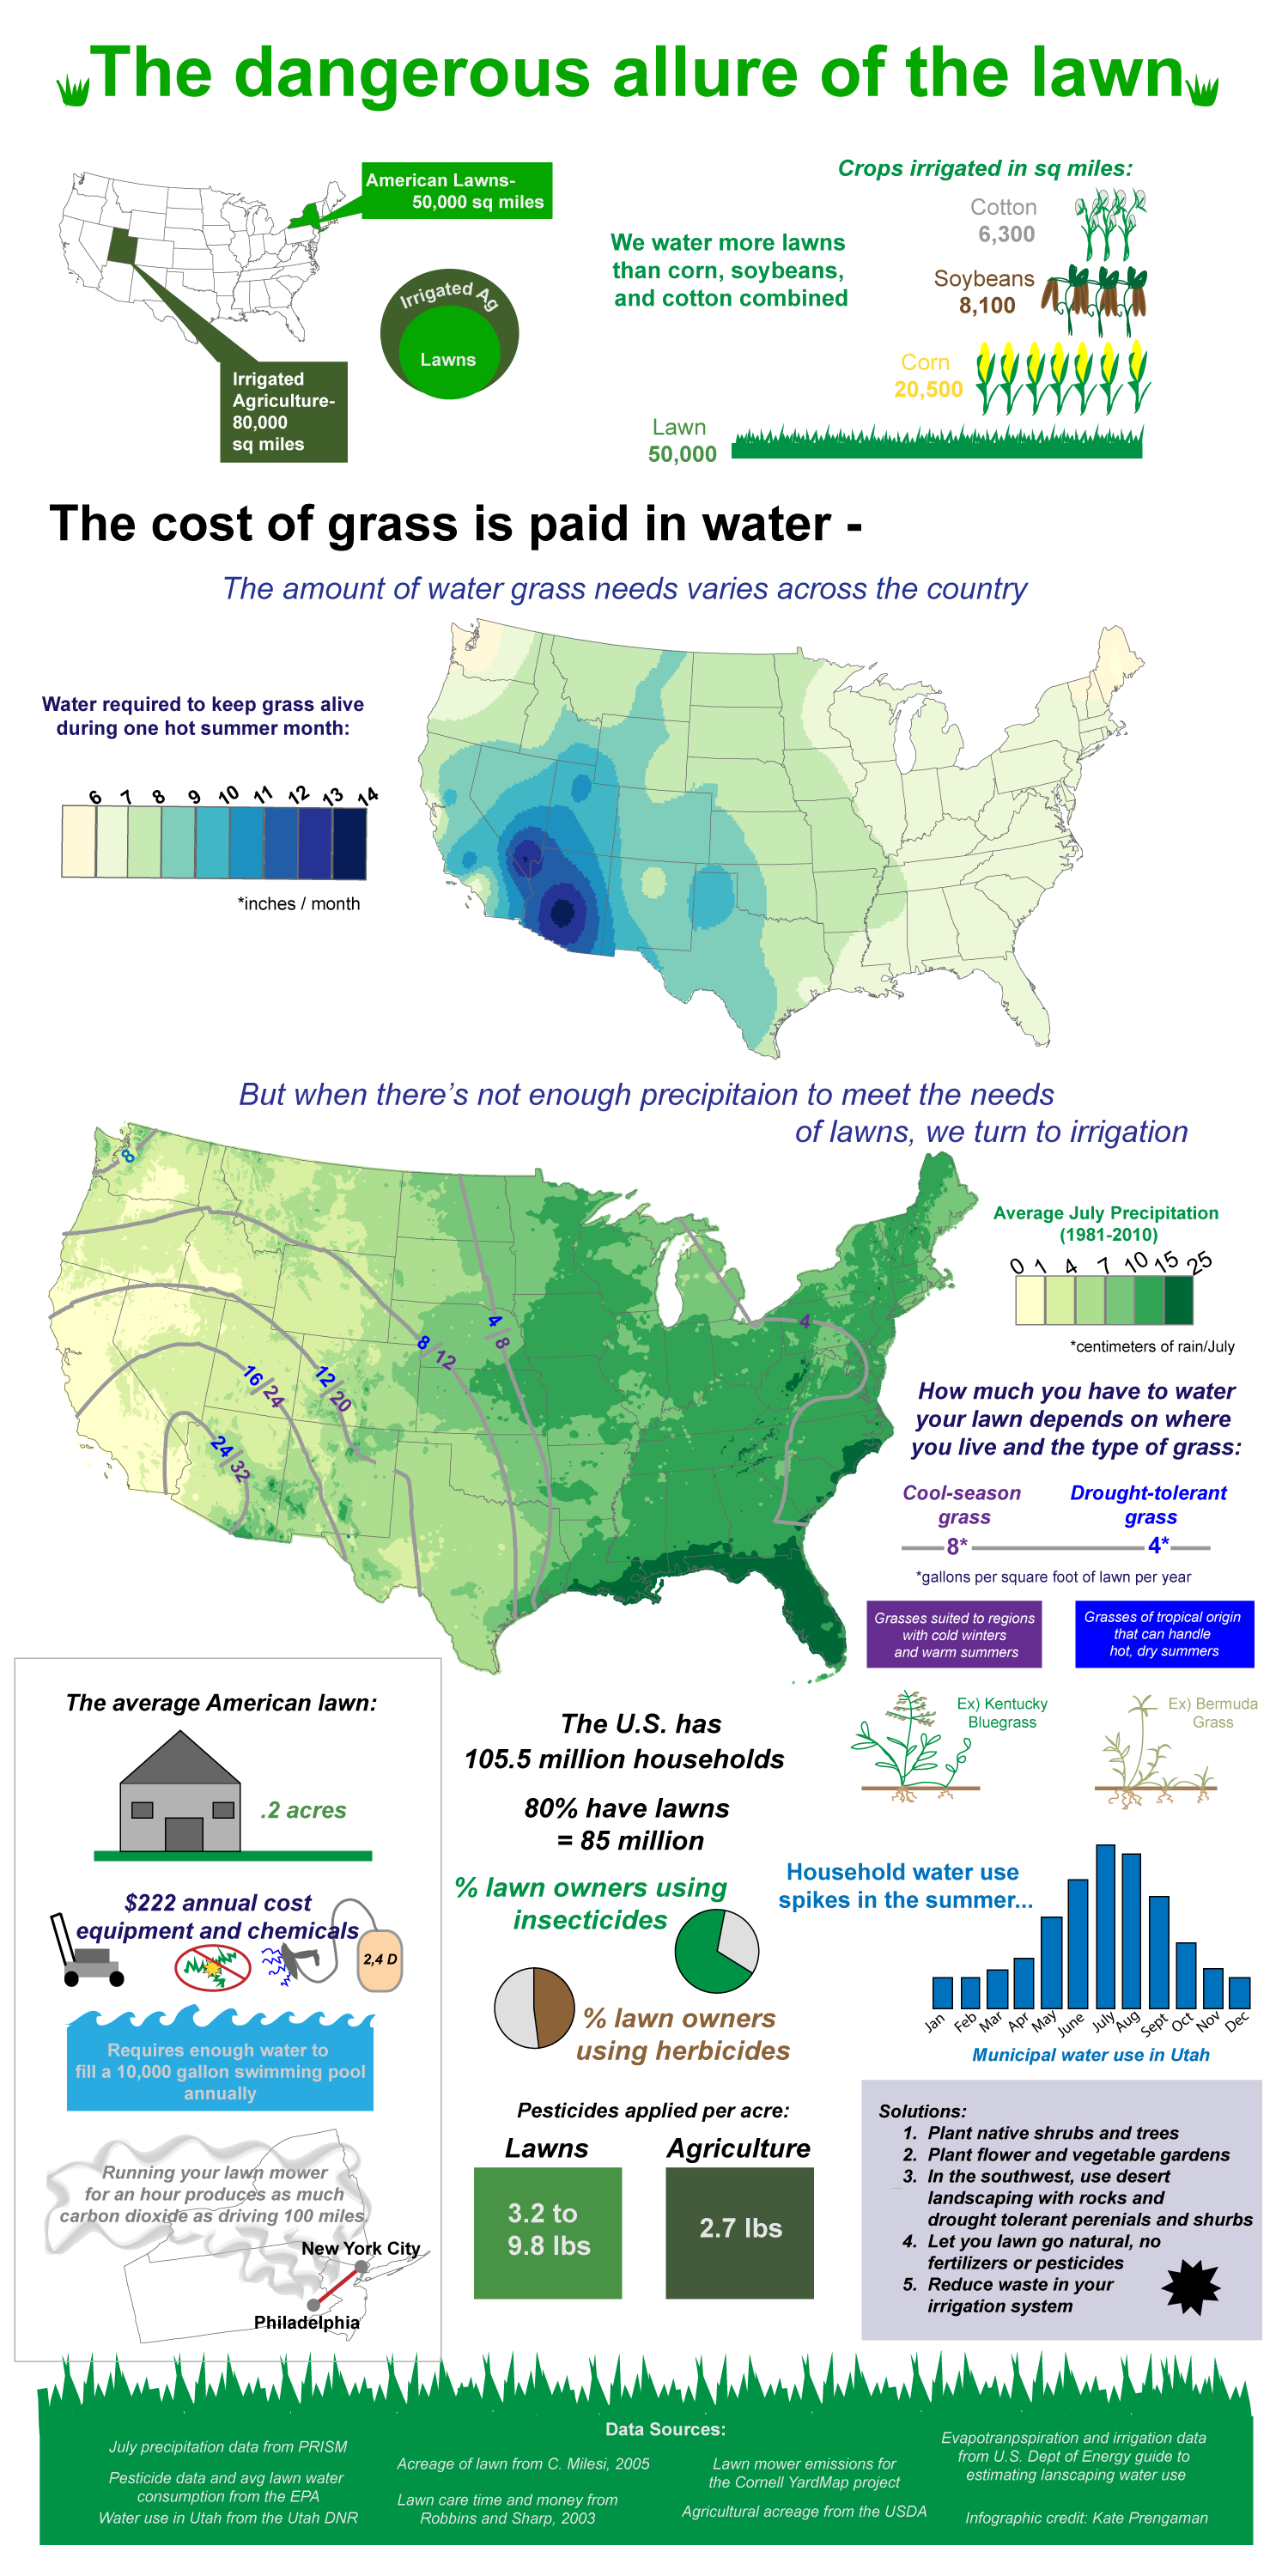 The dangerous allure of the lawn
American Lawns-
50,000 sq miles
Irrigated Ag
Lawns
Irrigated
Agriculture-
80,000
sq miles
We water more lawns
than corn, soybeans,
and cotton combined
Crops irrigated in sq miles:
Cotton
6,300
Soybeans
8,100
Corn
20,500
Lawn
50,000
The cost of grass is paid in water -
The amount of water grass needs varies across the country
Water required to keep grass alive
during one hot summer month:
6 7 8 9 10 11 12 13 14
*inches / month
But when there's not enough precipitaion to meet the needs
of lawns, we turn to irrigation
8
4
8
4
8
12
12
20
16
24
24
32
Average July Precipitation
(1981-2010)
0 1 4 7 10 15 25
*centimeters of rain/July
How much you have to water
your lawn depends on where
you live and the type of grass:
Cool-season
grass
Drought-tolerant
grass
8*
4*
*gallons per square foot of lawn per year
Grasses suited to regions
with cold winters
and warm summers
Grasses of tropical origin
that can handle
hot, dry summers
Ex) Kentucky
Bluegrass
Ex) Bermuda
Grass
The average American lawn:
.2 acres
$222 annual cost
equipment and chemicals
2,4 D
Requires enough water to
fill a 10,000 gallon swimming pool
annually
Running your lawn mower
for an hour produces as much
carbon dioxide as driving 100 miles.
New York City
Philadelphia
The U.S. has
105.5 million households
80% have lawns
= 85 million
% lawn owners using
insecticides
% lawn owners
using herbicides
Pesticides applied per acre:
Lawns
3.2 to
9.8 lbs
Agriculture
2.7 lbs
Household water use
spikes in the summer...
Jan Feb Mar Apr May June July Aug Sept Oct Nov Dec
Municipal water use in Utah
Solutions:
1. Plant native shrubs and trees
2. Plant flower and vegetable gardens
3. In the southwest, use desert
landscaping with rocks and
drought tolerant perenials and shurbs
4. Let you lawn go natural, no
fertilizers or pesticides
5. Reduce waste in your
irrigation system
Data Sources:
July precipitation data from PRISM
Pesticide data and avg lawn water
consumption from the EPA
Water use in Utah from the Utah DNR
Acreage of lawn from C. Milesi, 2005
Lawn care time and money from
Robbins and Sharp, 2003
Lawn mower emissions for
the Cornell YardMap project
Agricultural acreage from the USDA
Evapotranpspiration and irrigation data
from U.S. Dept of Energy guide to
estimating lanscaping water use
Infographic credit: Kate Prengaman